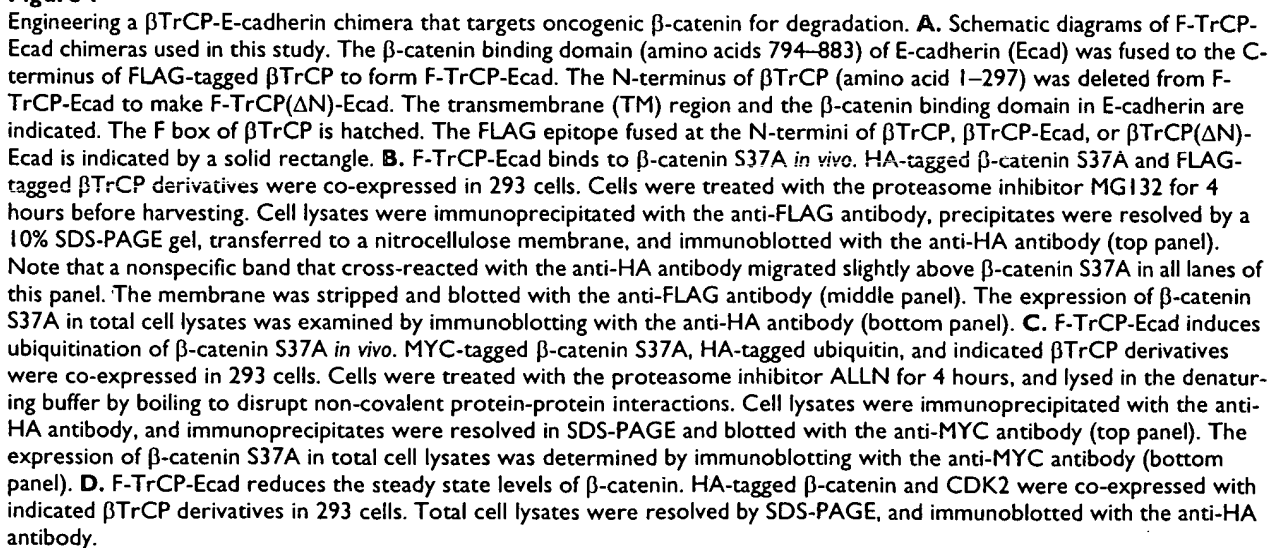 Engineering a βTrCP-E-cadherin chimera that targets oncogenic β-catenin for degradation. A. Schematic diagrams of F-TrCP-
Ecad chimeras used in this study. The β-catenin binding domain (amino acids 794–883) of E-cadherin (Ecad) was fused to the C-
terminus of FLAG-tagged βTrCP to form F-TrCP-Ecad. The N-terminus of βTrCP (amino acid 1–297) was deleted from F-
TrCP-Ecad to make F-TrCP(ΔN)-Ecad. The transmembrane (TM) region and the β-catenin binding domain in E-cadherin are
indicated. The F box of βTrCP is hatched. The FLAG epitope fused at the N-termini of βTrCP, βTrCP-Ecad, or βTrCP(ΔN)-
Ecad is indicated by a solid rectangle. B. F-TrCP-Ecad binds to β-catenin S37A in vivo. HA-tagged β-catenin S37A and FLAG-
tagged βTrCP derivatives were co-expressed in 293 cells. Cells were treated with the proteasome inhibitor MG132 for 4
hours before harvesting. Cell lysates were immunoprecipitated with the anti-FLAG antibody, precipitates were resolved by a
10% SDS-PAGE gel, transferred to a nitrocellulose membrane, and immunoblotted with the anti-HA antibody (top panel).
Note that a nonspecific band that cross-reacted with the anti-HA antibody migrated slightly above β-catenin S37A in all lanes of
this panel. The membrane was stripped and blotted with the anti-FLAG antibody (middle panel). The expression of β-catenin
S37A in total cell lysates was examined by immunoblotting with the anti-HA antibody (bottom panel). C. F-TrCP-Ecad induces
ubiquitination of β-catenin S37A in vivo. MYC-tagged β-catenin S37A, HA-tagged ubiquitin, and indicated βTrCP derivatives
were co-expressed in 293 cells. Cells were treated with the proteasome inhibitor ALLN for 4 hours, and lysed in the denatur-
ing buffer by boiling to disrupt non-covalent protein-protein interactions. Cell lysates were immunoprecipitated with the anti-
HA antibody, and immunoprecipitates were resolved in SDS-PAGE and blotted with the anti-MYC antibody (top panel). The
expression of β-catenin S37A in total cell lysates was determined by immunoblotting with the anti-MYC antibody (bottom
panel). D. F-TrCP-Ecad reduces the steady state levels of β-catenin. HA-tagged β-catenin and CDK2 were co-expressed with
indicated βTrCP derivatives in 293 cells. Total cell lysates were resolved by SDS-PAGE, and immunoblotted with the anti-HA
antibody.